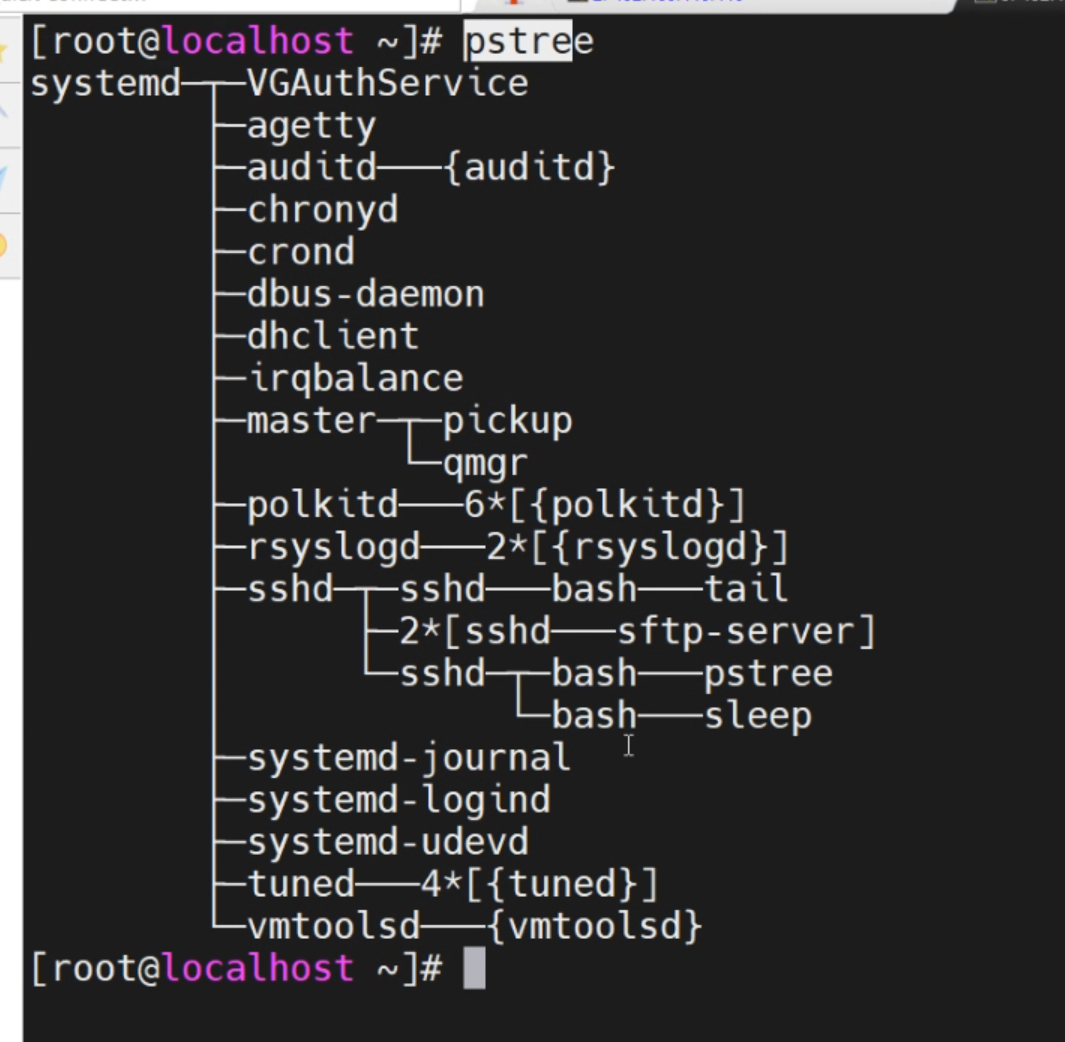 [root@localhost ~]# pstree
systemd─┬─VGAuthService
        ├─agetty
        ├─auditd───{auditd}
        ├─chronyd
        ├─crond
        ├─dbus-daemon
        ├─dhclient
        ├─irqbalance
        ├─master─┬─pickup
        │        └─qmgr
        ├─polkitd───6*[{polkitd}]
        ├─rsyslogd───2*[{rsyslogd}]
        ├─sshd─┬─sshd───bash───tail
        │      ├─2*[sshd───sftp-server]
        │      └─sshd─┬─bash───pstree
        │             └─bash───sleep
        ├─systemd-journal
        ├─systemd-logind
        ├─systemd-udevd
        ├─tuned───4*[{tuned}]
        └─vmtoolsd───{vmtoolsd}
[root@localhost ~]#